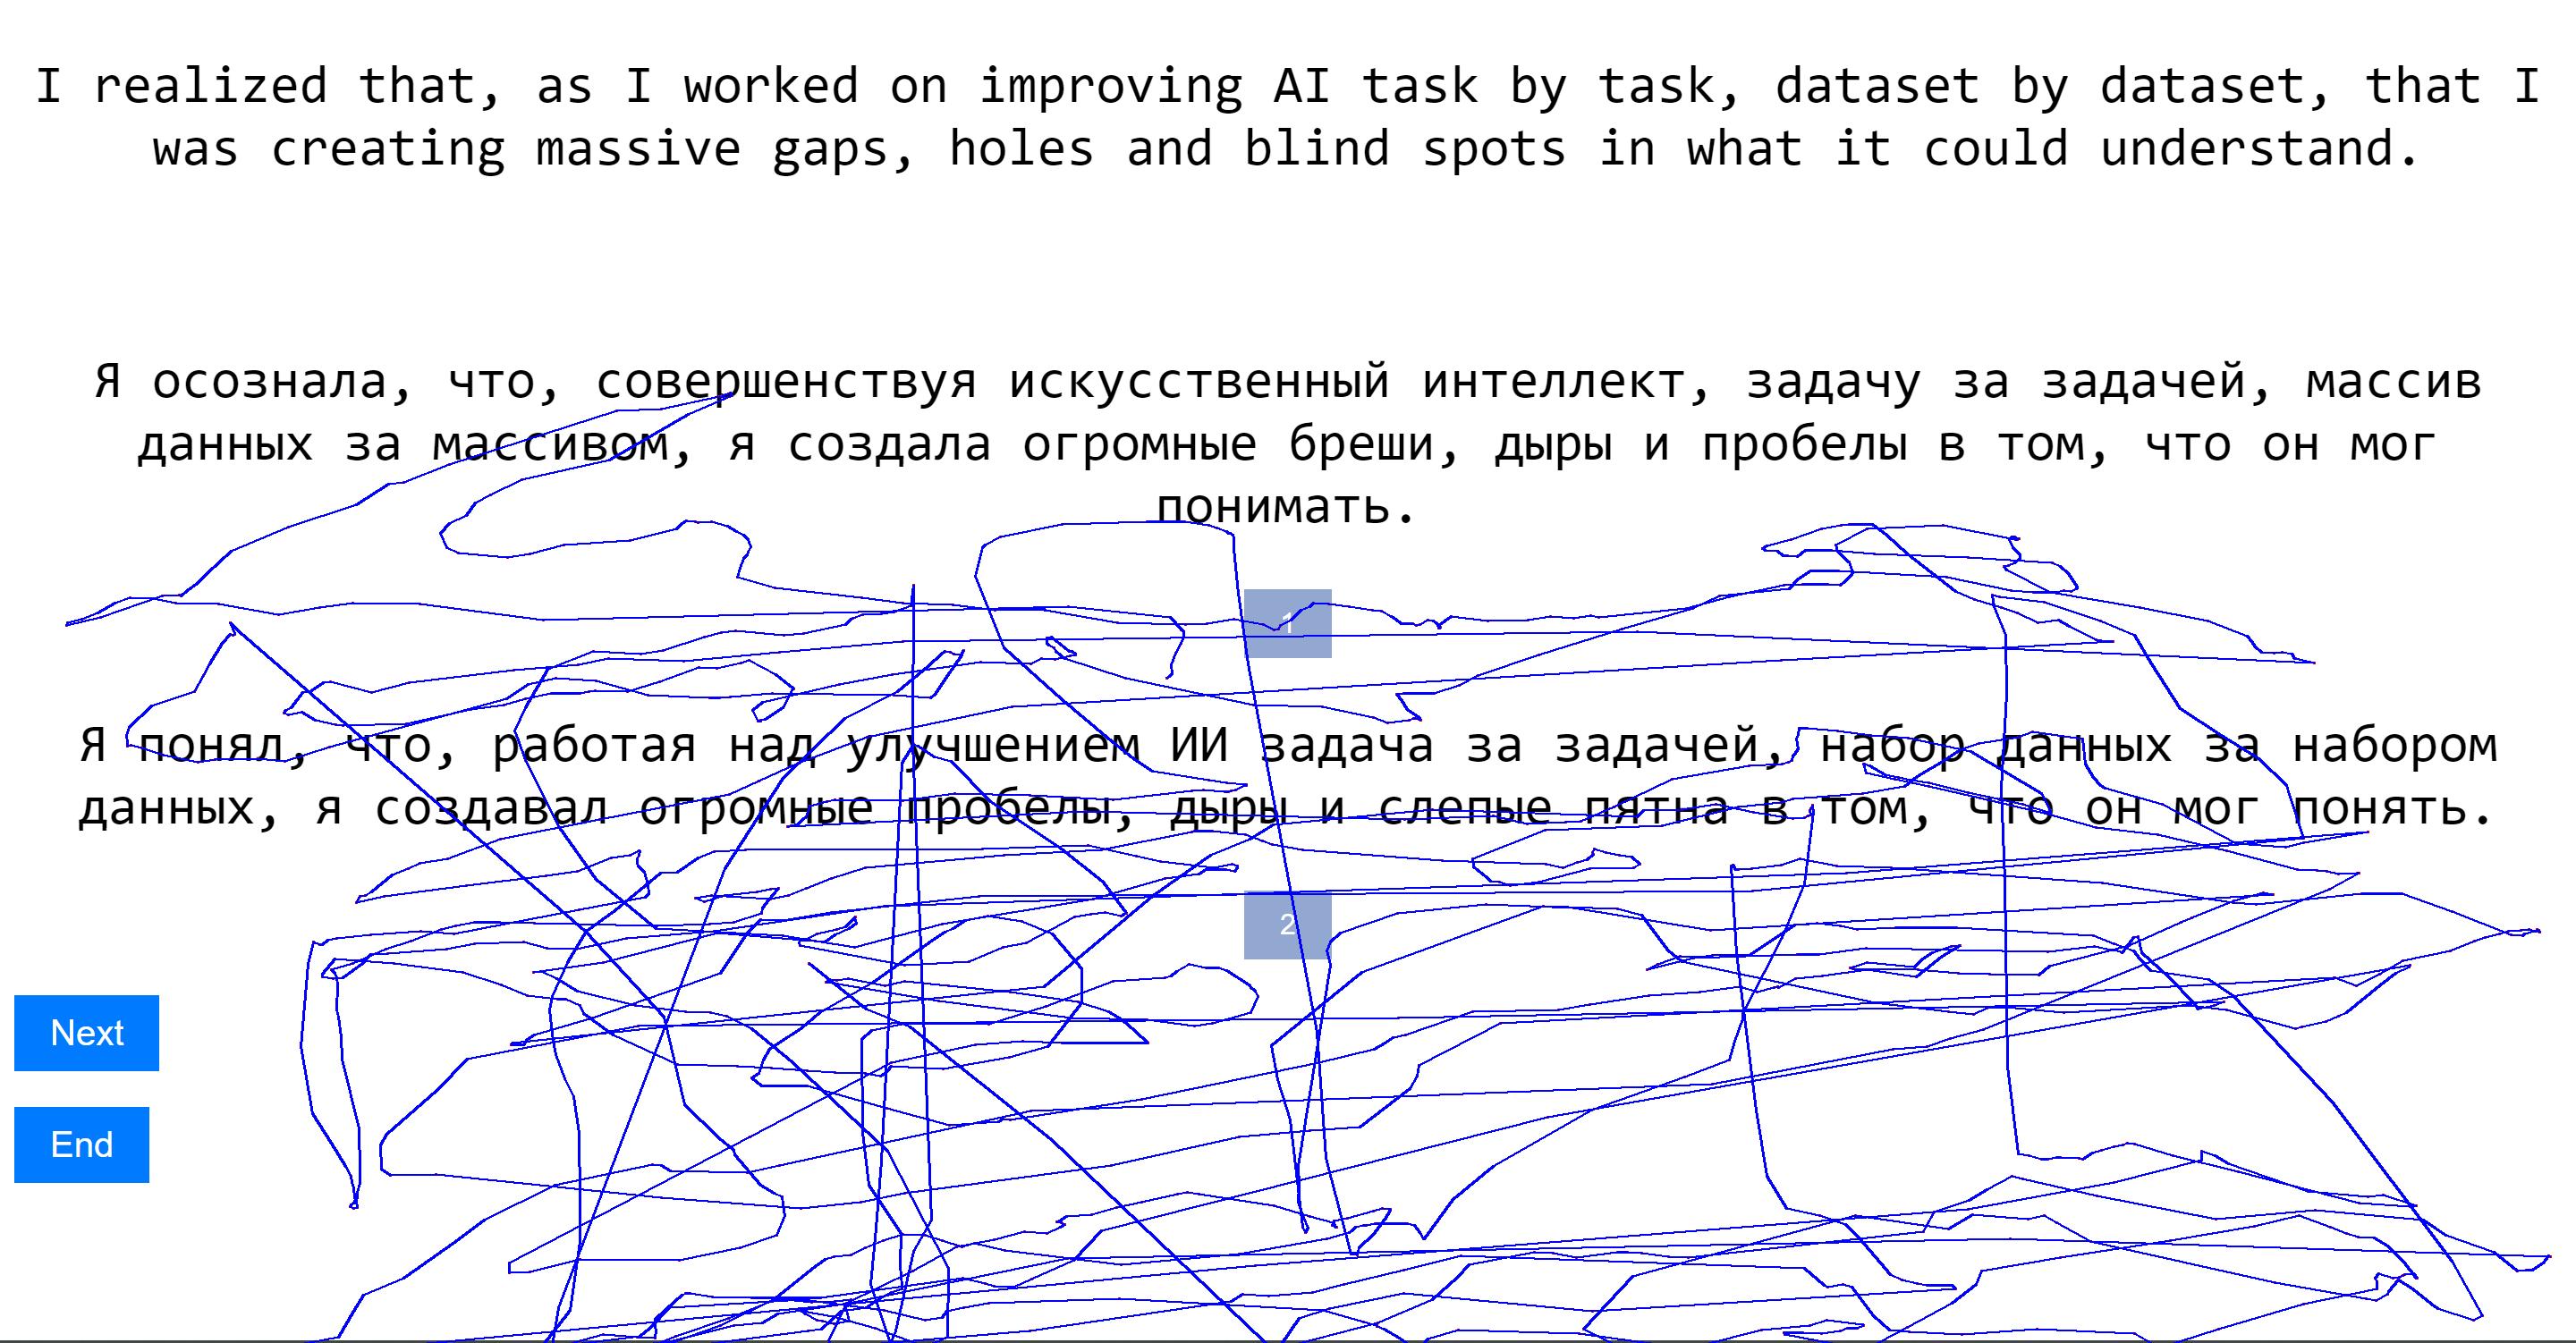 I realized that, as I worked on improving AI task by task, dataset by dataset, that I
was creating massive gaps, holes and blind spots in what it could understand.
Я осознала, что, совершенствуя искусственный интеллект, задачу за задачей, массив
данных за массивом, я создала огромные бреши, дыры и пробелы в том, что он мог
понимать.
1
Я понял, что, работая над улучшением ИИ задача за задачей, набор данных за набором
данных, я создавал огромные пробелы, дыры и слепые пятна в том, что он мог понять.
2
Next
End